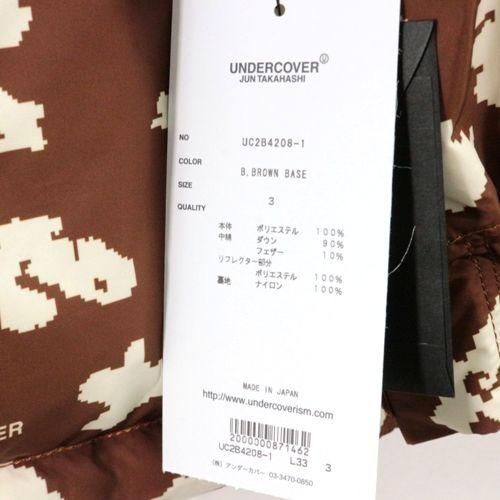 UNDERCOVER U
JUN TAKAHASHI
NO UC2B4208-1
COLOR B.BROWN BASE
SIZE 3
QUALITY
本体 ポリエステル 100%
中綿 ダウン 90%
フェザー 10%
リフレクター部分
ポリエステル 100%
裏地 ナイロン 100%
MADE IN JAPAN
http://www.undercoverism.com/
2000000871462
UC2B4208-1 L33 3
(株) アンダーカバー 03-3470-0850
ER